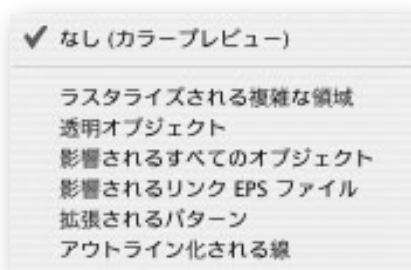 ✔ なし (カラープレビュー)
ラスタライズされる複雑な領域
透明オブジェクト
影響されるすべてのオブジェクト
影響されるリンク EPS ファイル
拡張されるパターン
アウトライン化される線